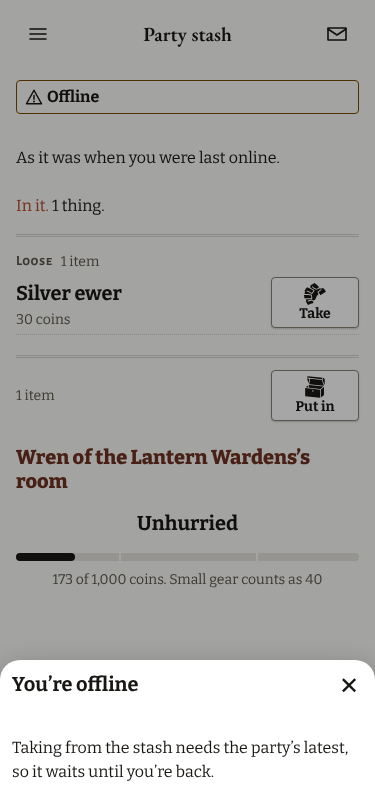 Party stash
Offline
As it was when you were last online.
In it. 1 thing.
Loose 1 item
Silver ewer
30 coins
Take
1 item
Put in
Wren of the Lantern Wardens’s
room
Unhurried
173 of 1,000 coins. Small gear counts as 40
You’re offline
Taking from the stash needs the party’s latest,
so it waits until you’re back.